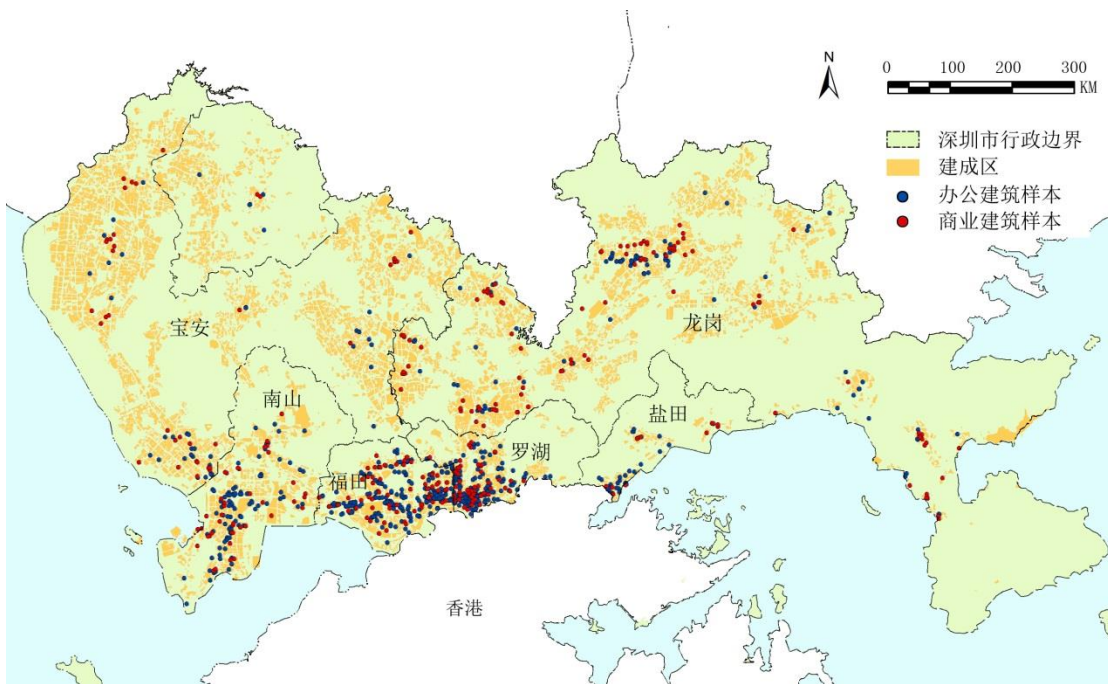 N
0 100 200 300
KM
深圳市行政边界
建成区
办公建筑样本
商业建筑样本
宝安
龙岗
南山
盐田
罗湖
福田
香港